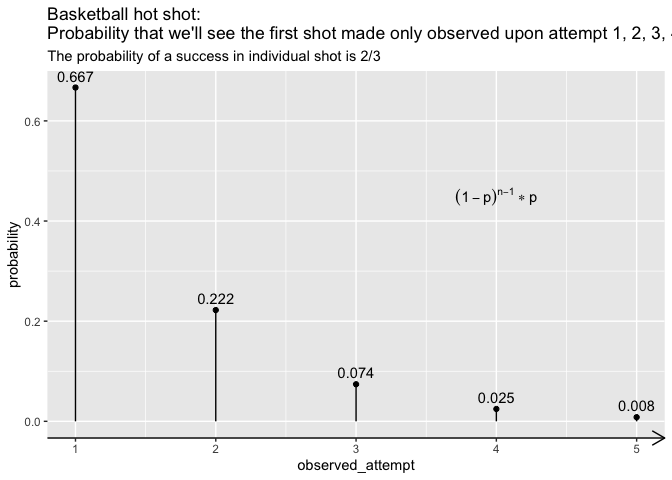 Basketball hot shot:
Probability that we'll see the first shot made only observed upon attempt 1, 2, 3,
The probability of a success in individual shot is 2/3
0.667
0.222
0.074
0.025
0.008
(1 − p)^{n−1} ∗ p
probability
0.6
0.4
0.2
0.0
1 2 3 4 5
observed_attempt